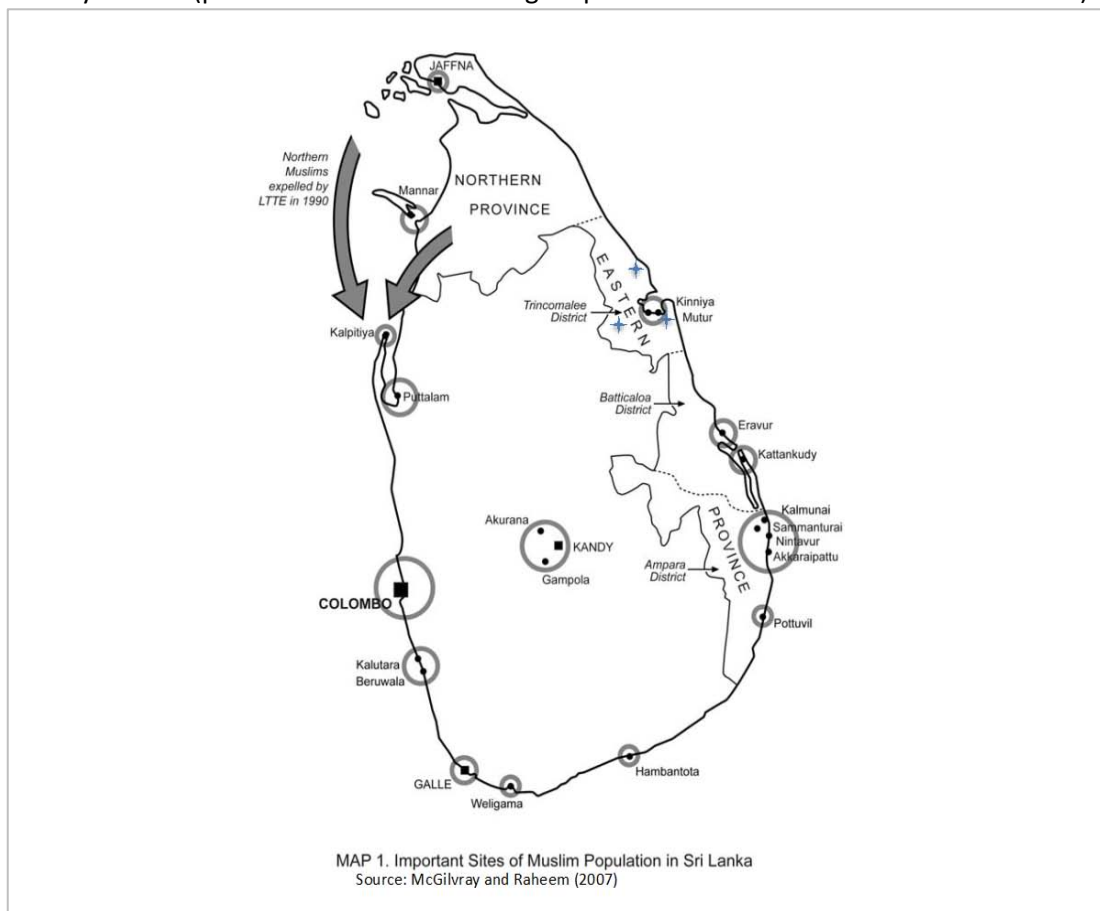 JAFFNA
Northern
Muslims
expelled by
LTTE in 1990
Mannar
NORTHERN
PROVINCE
EASTERN
Trincomalee
District
Kinniya
Mutur
Kalpitiya
Puttalam
Batticaloa
District
Eravur
Kattankudy
Akurana
KANDY
Gampola
PROVINCE
Kalmunai
Sammanturai
Nintavur
Akkaraipattu
Ampara
District
COLOMBO
Pottuvil
Kalutara
Beruwala
GALLE
Weligama
Hambantota
MAP 1. Important Sites of Muslim Population in Sri Lanka
Source: McGilvray and Raheem (2007)